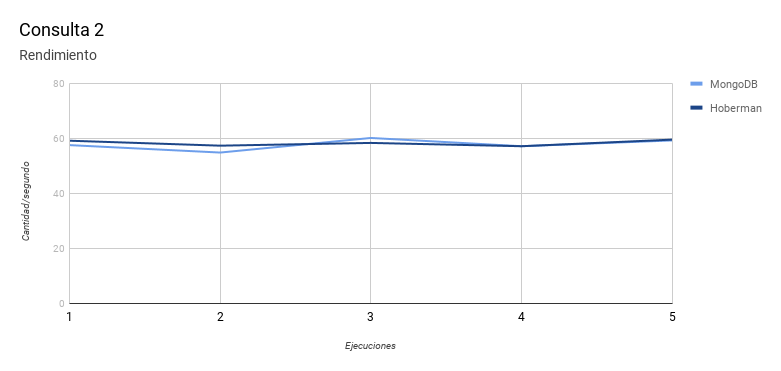 Consulta 2
Rendimiento
MongoDB
Hoberman
80
60
40
20
0
Cantidad/segundo
1 2 3 4 5
Ejecuciones